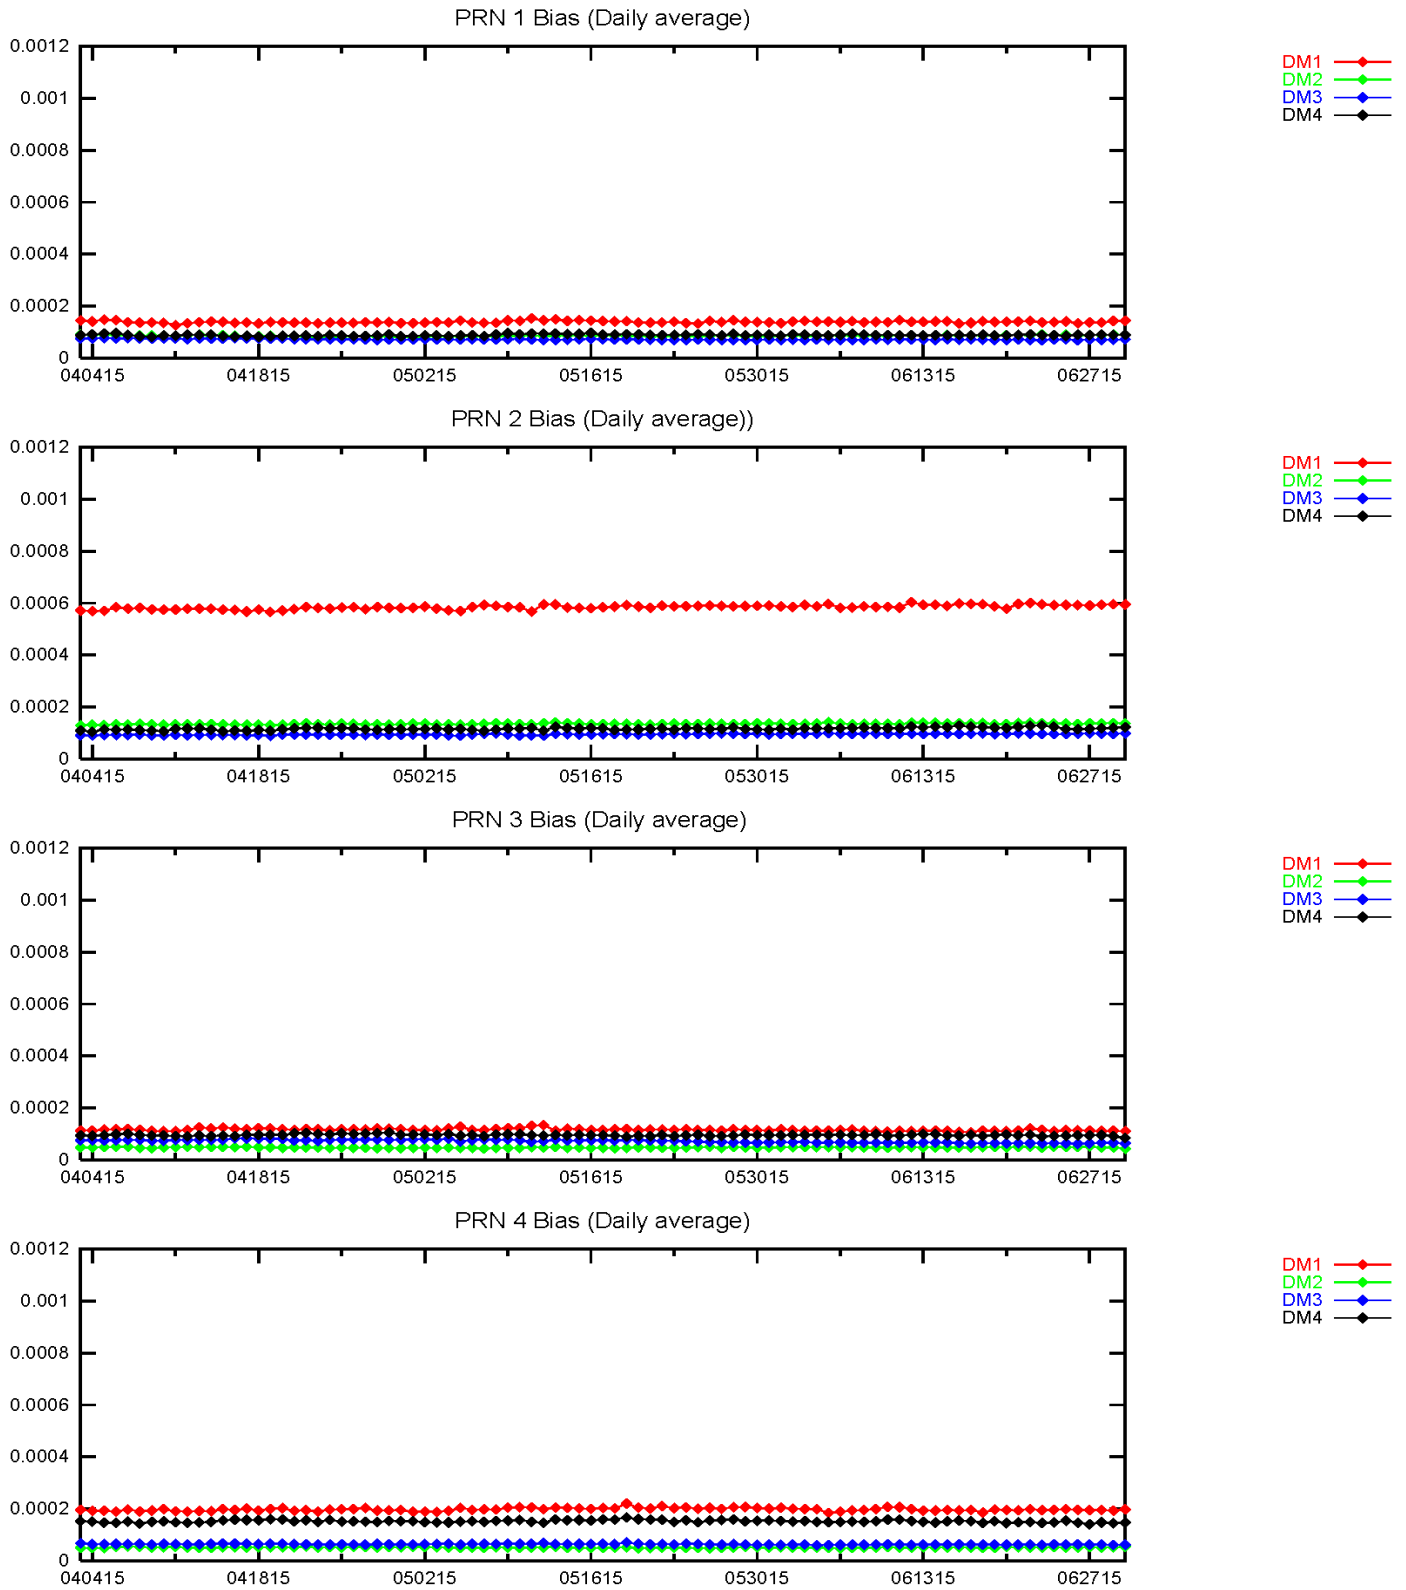 PRN 1 Bias (Daily average)
0.0012
0.001
0.0008
0.0006
0.0004
0.0002
0
040415 041815 050215 051615 053015 061315 062715
DM1
DM2
DM3
DM4
PRN 2 Bias (Daily average))
0.0012
0.001
0.0008
0.0006
0.0004
0.0002
0
040415 041815 050215 051615 053015 061315 062715
DM1
DM2
DM3
DM4
PRN 3 Bias (Daily average)
0.0012
0.001
0.0008
0.0006
0.0004
0.0002
0
040415 041815 050215 051615 053015 061315 062715
DM1
DM2
DM3
DM4
PRN 4 Bias (Daily average)
0.0012
0.001
0.0008
0.0006
0.0004
0.0002
0
040415 041815 050215 051615 053015 061315 062715
DM1
DM2
DM3
DM4